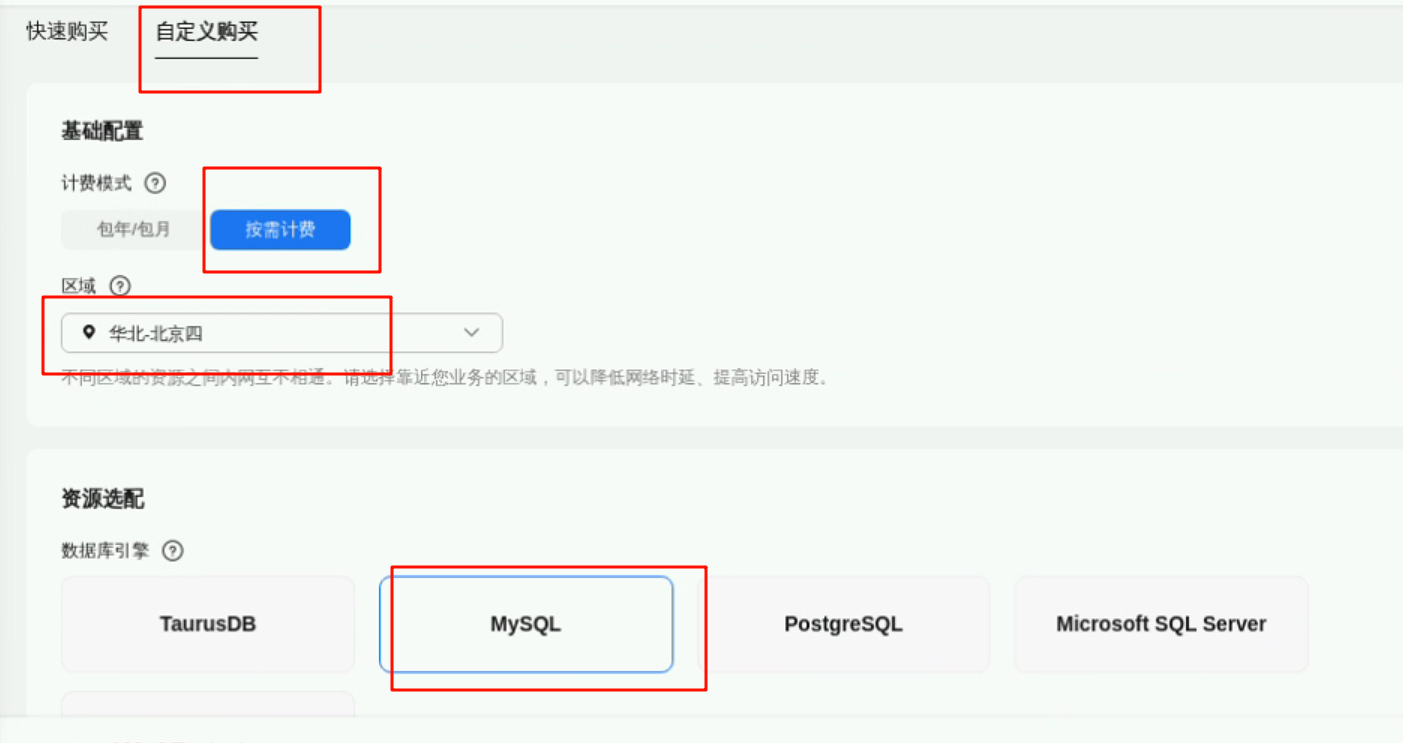 快速购买 自定义购买
基础配置
计费模式 ?
包年/包月 按需计费
区域 ?
华北-北京四
不同区域的资源之间内网互不相通。请选择靠近您业务的区域，可以降低网络时延、提高访问速度。
资源选配
数据库引擎 ?
TaurusDB MySQL PostgreSQL Microsoft SQL Server